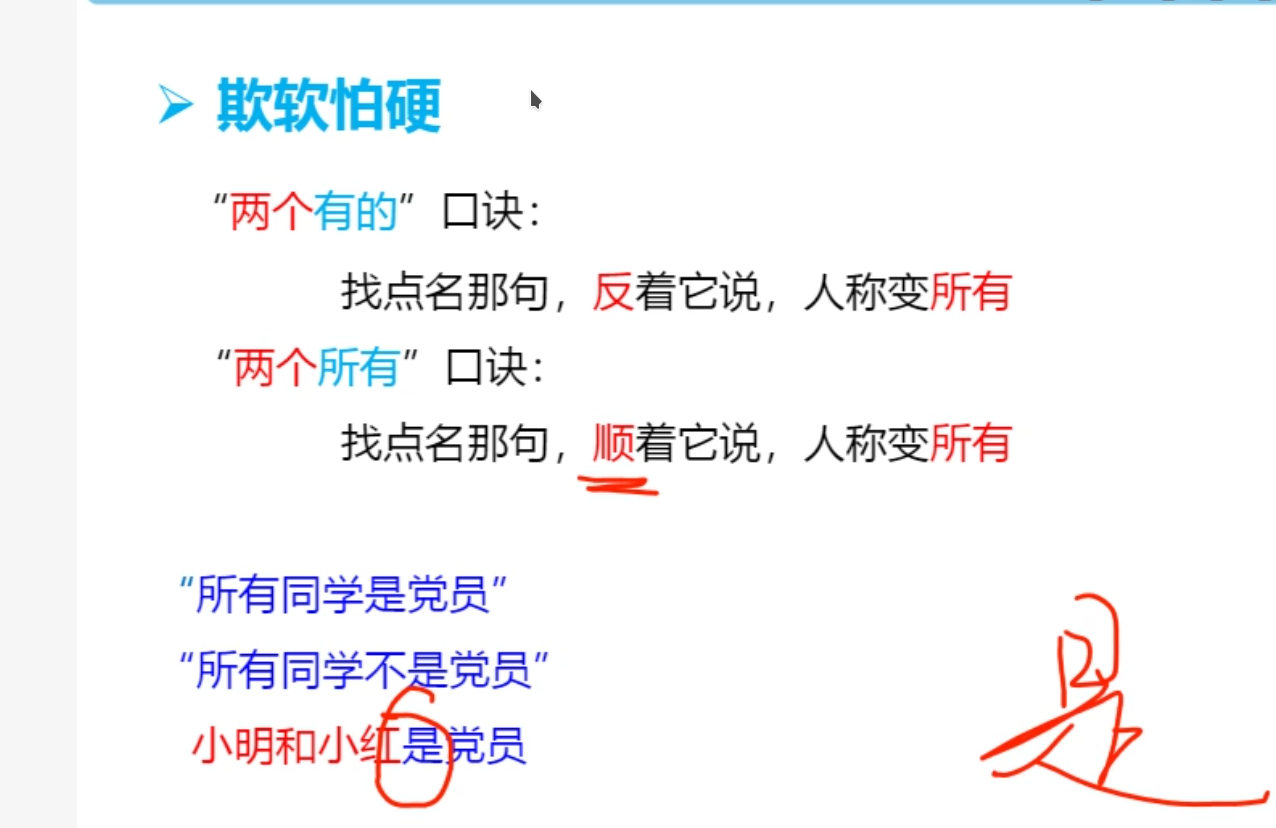 ➢ 欺软怕硬
“两个有的”口诀：
找点名那句，反着它说，人称变所有
“两个所有”口诀：
找点名那句，顺着它说，人称变所有
“所有同学是党员”
“所有同学不是党员”
小明和小红是党员
是